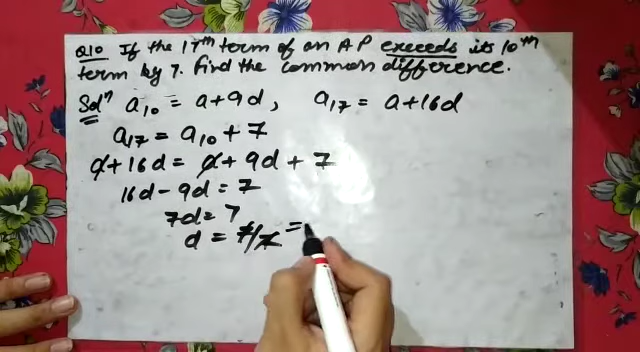 Q10 If the 17th term of an AP exceeds its 10th
term by 7. Find the common difference.
Solⁿ a₁₀ = a+9d, a₁₇ = a+16d
a₁₇ = a₁₀ + 7
a+16d = a+9d+7
16d-9d = 7
7d = 7
d = 7/7 =